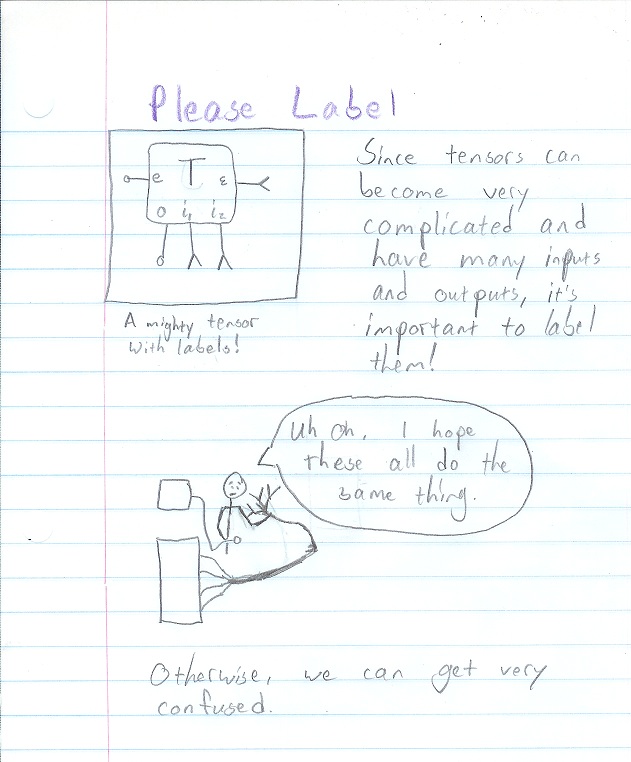 Please Label
e T ε
o i₁ i₂
A mighty tensor
with labels!
Since tensors can
become very
complicated and
have many inputs
and outputs, it's
important to label
them!
Uh oh, I hope
these all do the
same thing.
Otherwise, we can get very
confused.